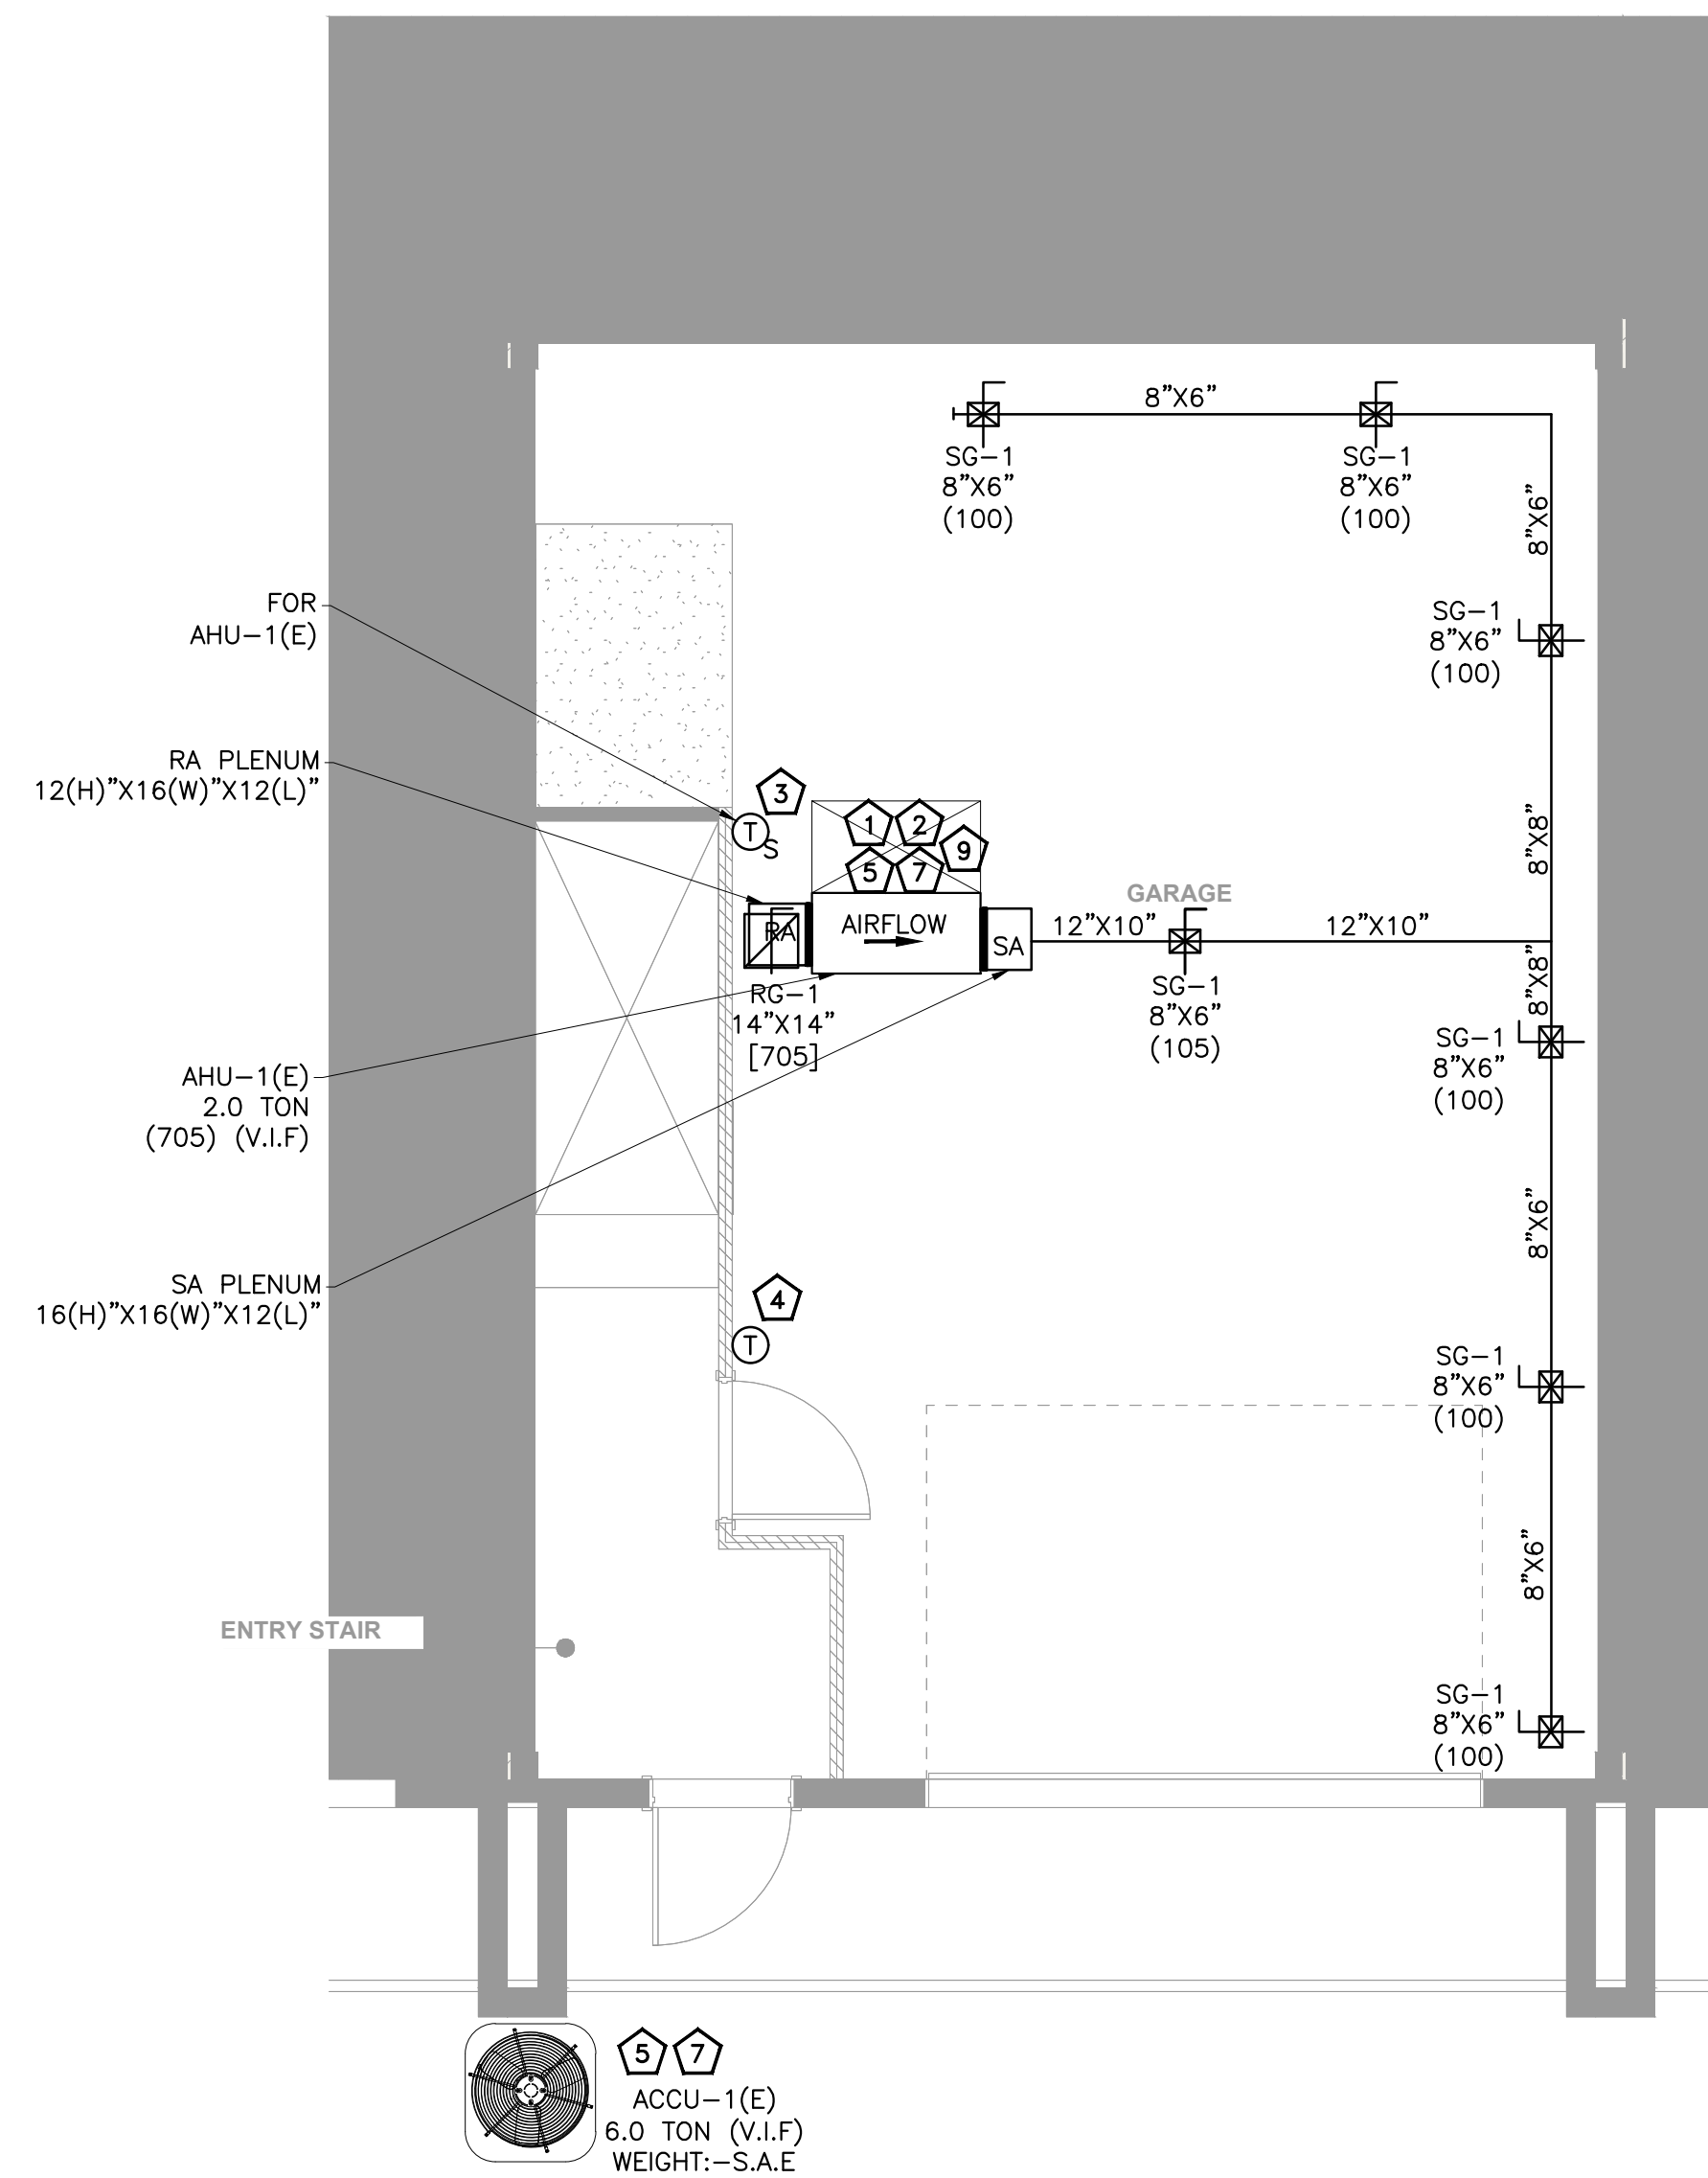 8”X6”
SG-1
8”X6”
(100)
SG-1
8”X6”
(100)
8”X6”
FOR
AHU-1(E)
SG-1
8”X6”
(100)
RA PLENUM
12(H)”X16(W)”X12(L)”
3
T
S
1
2
9
5
7
8”X8”
GARAGE
RA
AIRFLOW
SA
12”X10”
12”X10”
RG-1
14”X14”
[705]
SG-1
8”X6”
(105)
8”X8”
SG-1
8”X6”
(100)
AHU-1(E)
2.0 TON
(705) (V.I.F)
8”X6”
SA PLENUM
16(H)”X16(W)”X12(L)”
4
T
SG-1
8”X6”
(100)
8”X6”
ENTRY STAIR
SG-1
8”X6”
(100)
5
7
ACCU-1(E)
6.0 TON (V.I.F)
WEIGHT:-S.A.E